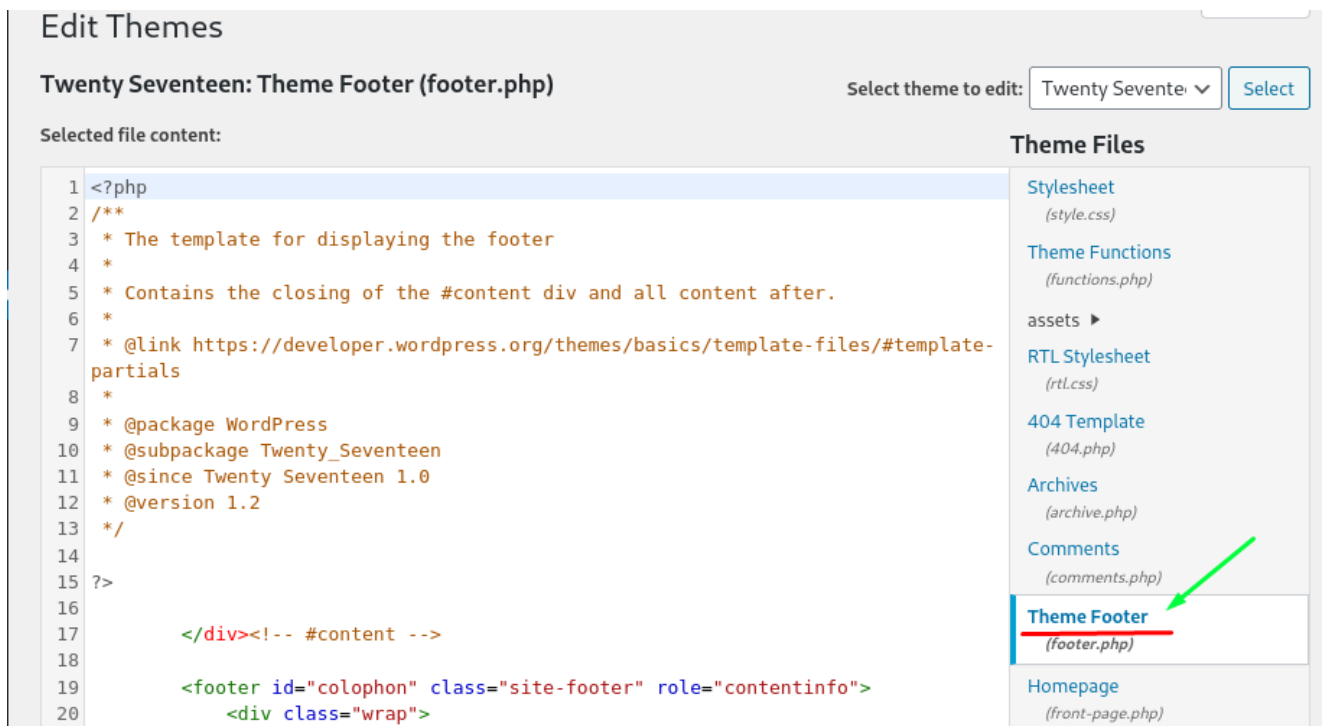 Edit Themes
Twenty Seventeen: Theme Footer (footer.php)
Select theme to edit: Twenty Sevente Select
Selected file content:
Theme Files
1 <?php
2 /**
3  * The template for displaying the footer
4  *
5  * Contains the closing of the #content div and all content after.
6  *
7  * @link https://developer.wordpress.org/themes/basics/template-files/#template-
partials
8  *
9  * @package WordPress
10  * @subpackage Twenty_Seventeen
11  * @since Twenty Seventeen 1.0
12  * @version 1.2
13  */
14
15 ?>
16
17         </div><!-- #content -->
18
19         <footer id="colophon" class="site-footer" role="contentinfo">
20             <div class="wrap">
Stylesheet
(style.css)
Theme Functions
(functions.php)
assets
RTL Stylesheet
(rtl.css)
404 Template
(404.php)
Archives
(archive.php)
Comments
(comments.php)
Theme Footer
(footer.php)
Homepage
(front-page.php)